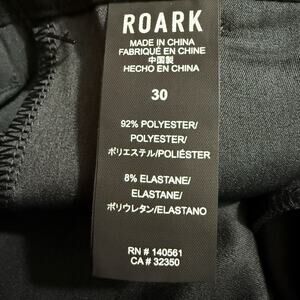 ROARK
MADE IN CHINA
FABRIQUÉ EN CHINE
中国製
HECHO EN CHINA
30
92% POLYESTER/
POLYESTER/
ポリエステル/POLIÉSTER
8% ELASTANE/
ELASTANE/
ポリウレタン/ELASTANO
RN # 140561
CA # 32350